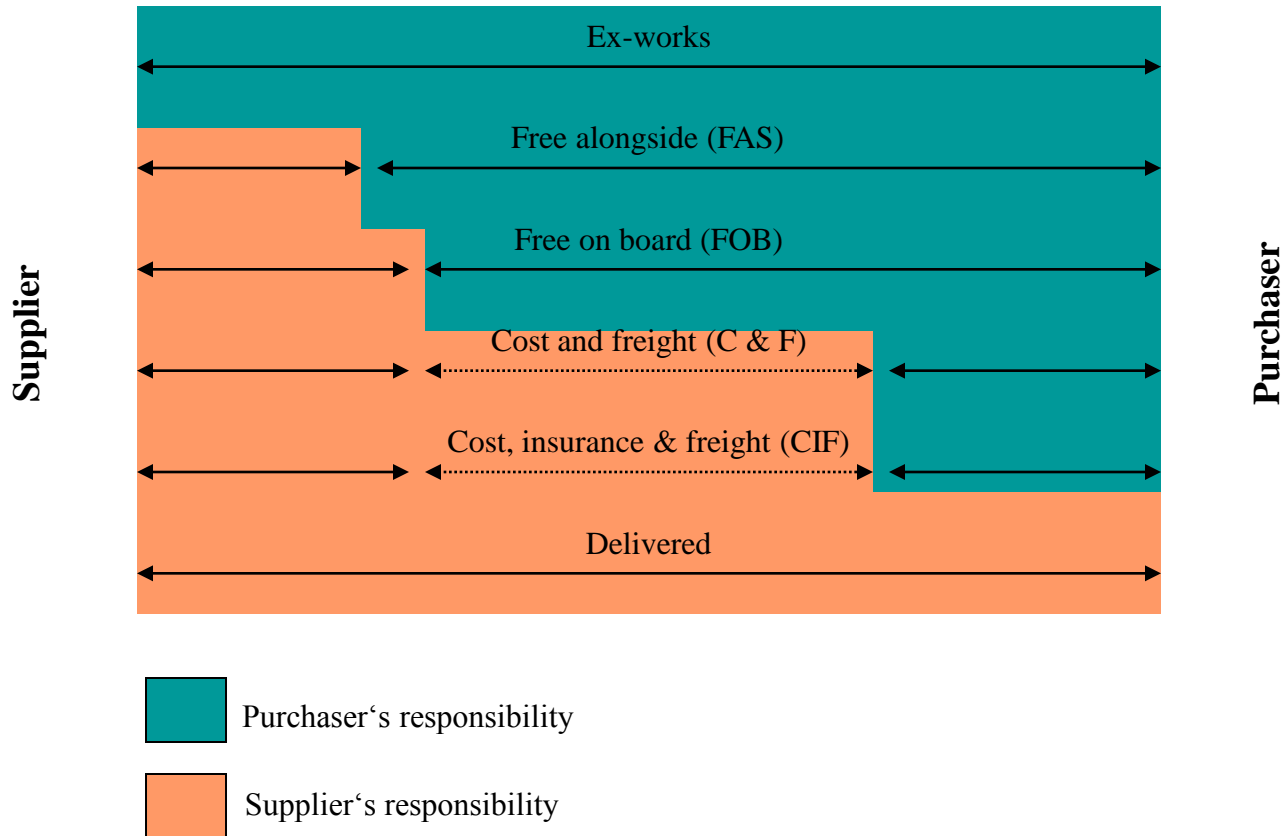 Ex-works
Free alongside (FAS)
Free on board (FOB)
Supplier
Purchaser
Cost and freight (C & F)
Cost, insurance & freight (CIF)
Delivered
Purchaser‘s responsibility
Supplier‘s responsibility